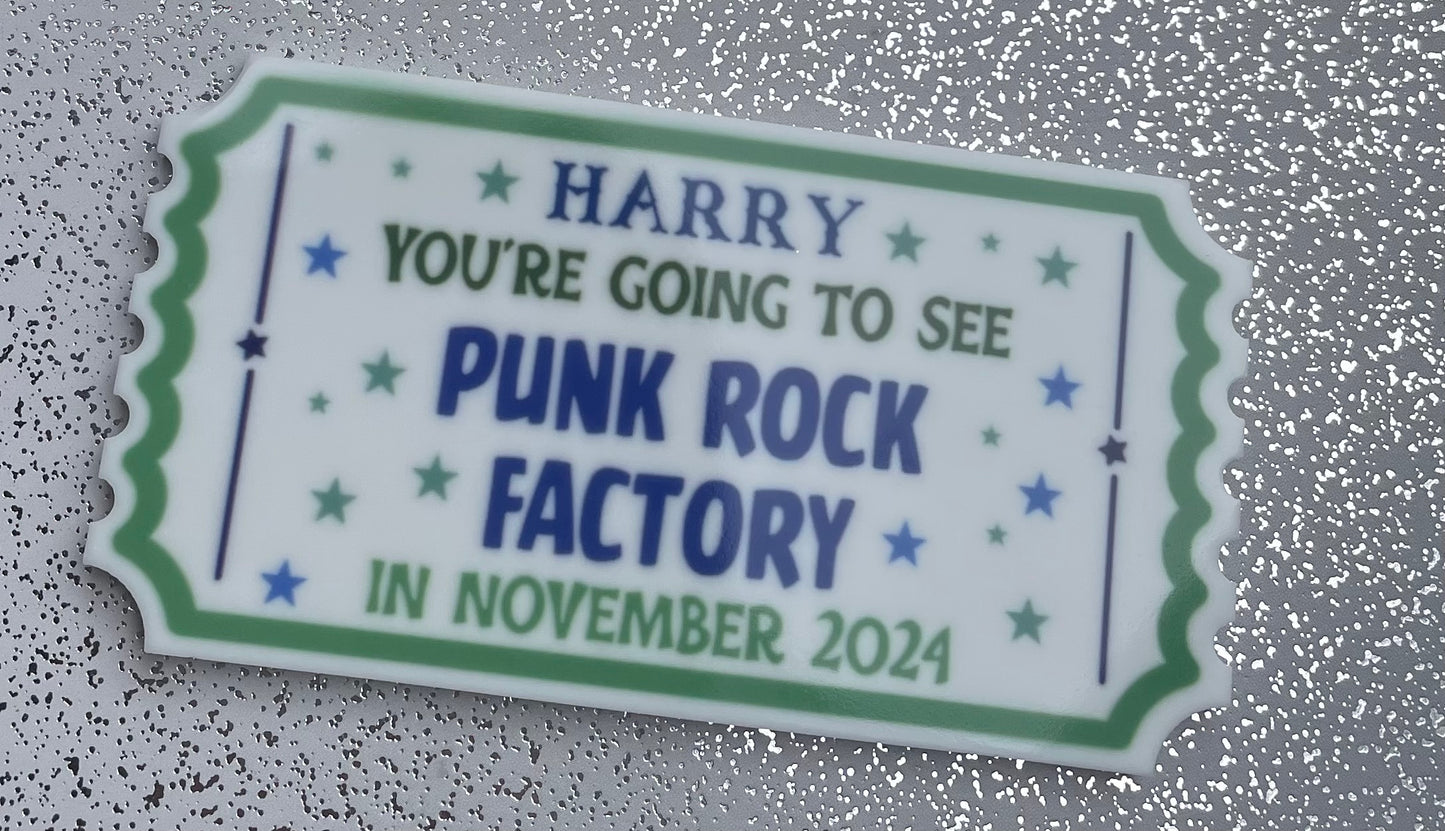 HARRY
YOU'RE GOING TO SEE
PUNK ROCK
FACTORY
IN NOVEMBER 2024